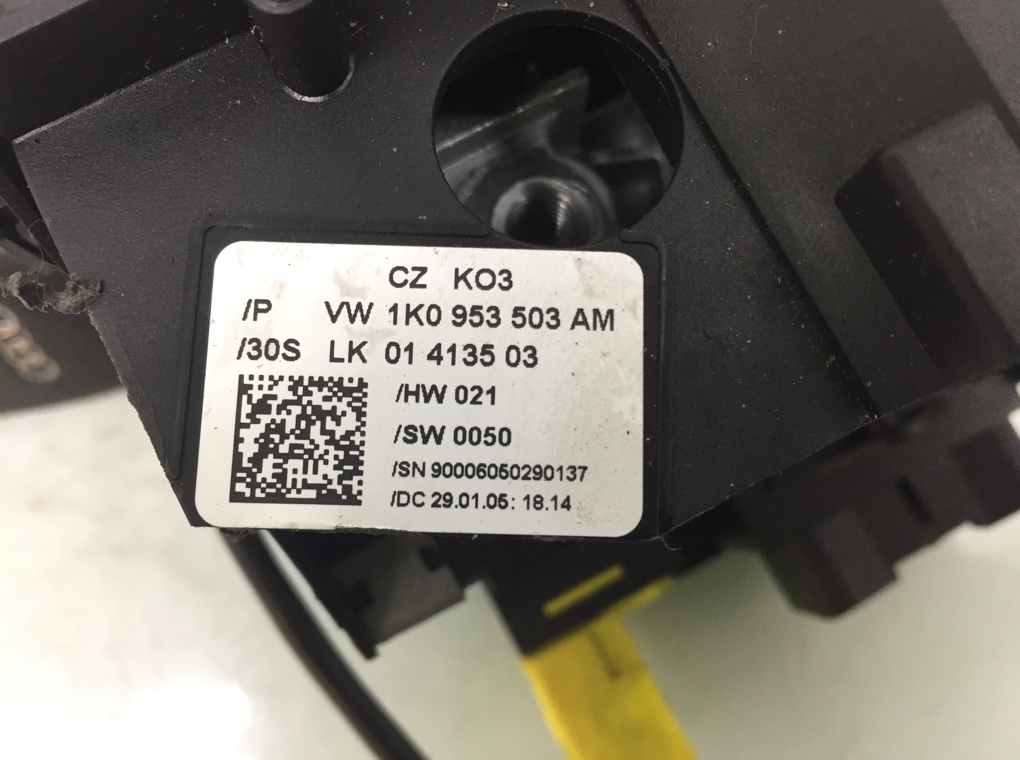 CZ KO3
/P VW 1K0 953 503 AM
/30S LK 01 4135 03
/HW 021
/SW 0050
/SN 90006050290137
/DC 29.01.05: 18.14